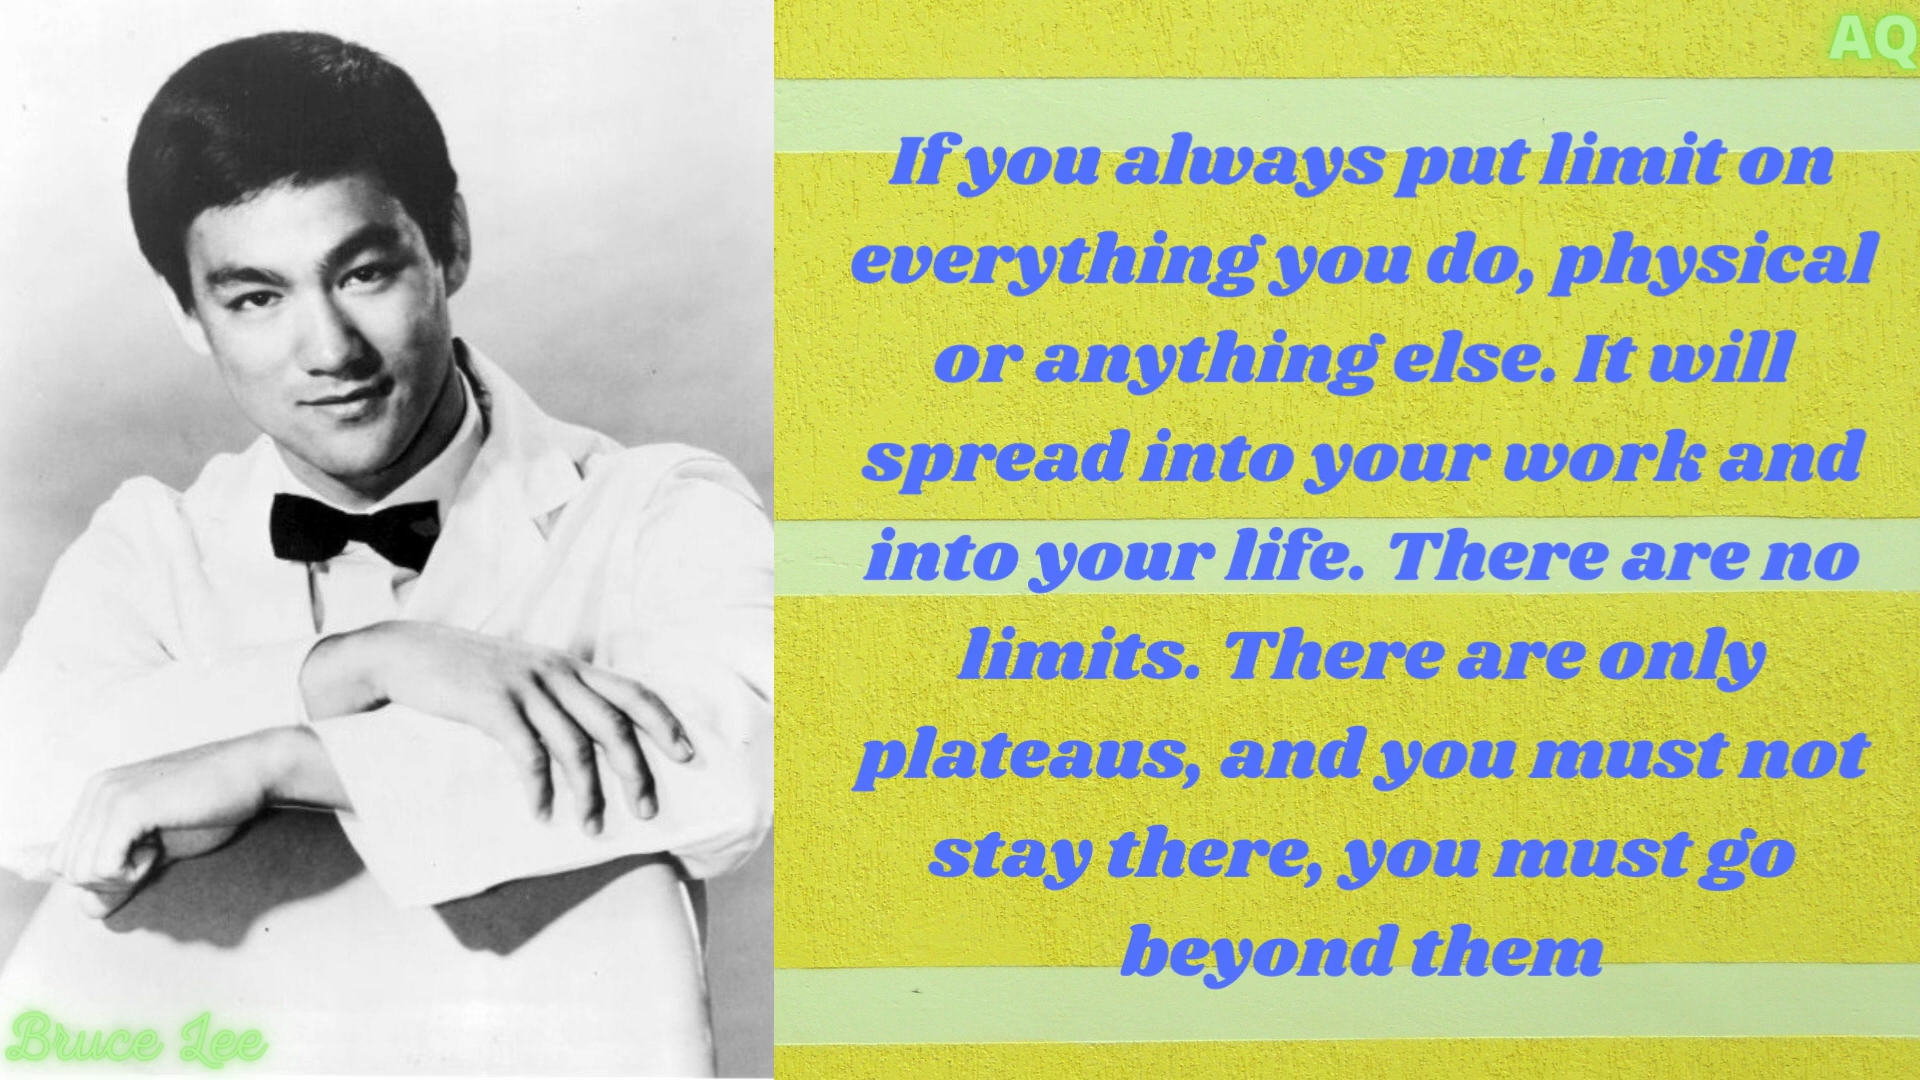 AQ
If you always put limit on
everything you do, physical
or anything else. It will
spread into your work and
into your life. There are no
limits. There are only
plateaus, and you must not
stay there, you must go
beyond them
Bruce Lee